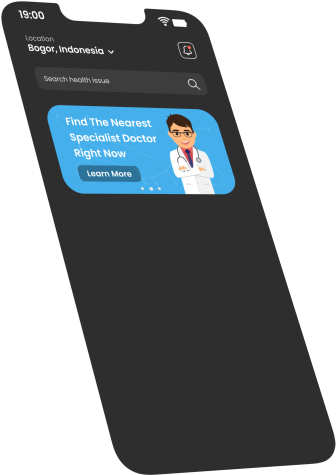 19:00
Location
Bogor, Indonesia
Search health issue
Find The Nearest
Specialist Doctor
Right Now
Learn More